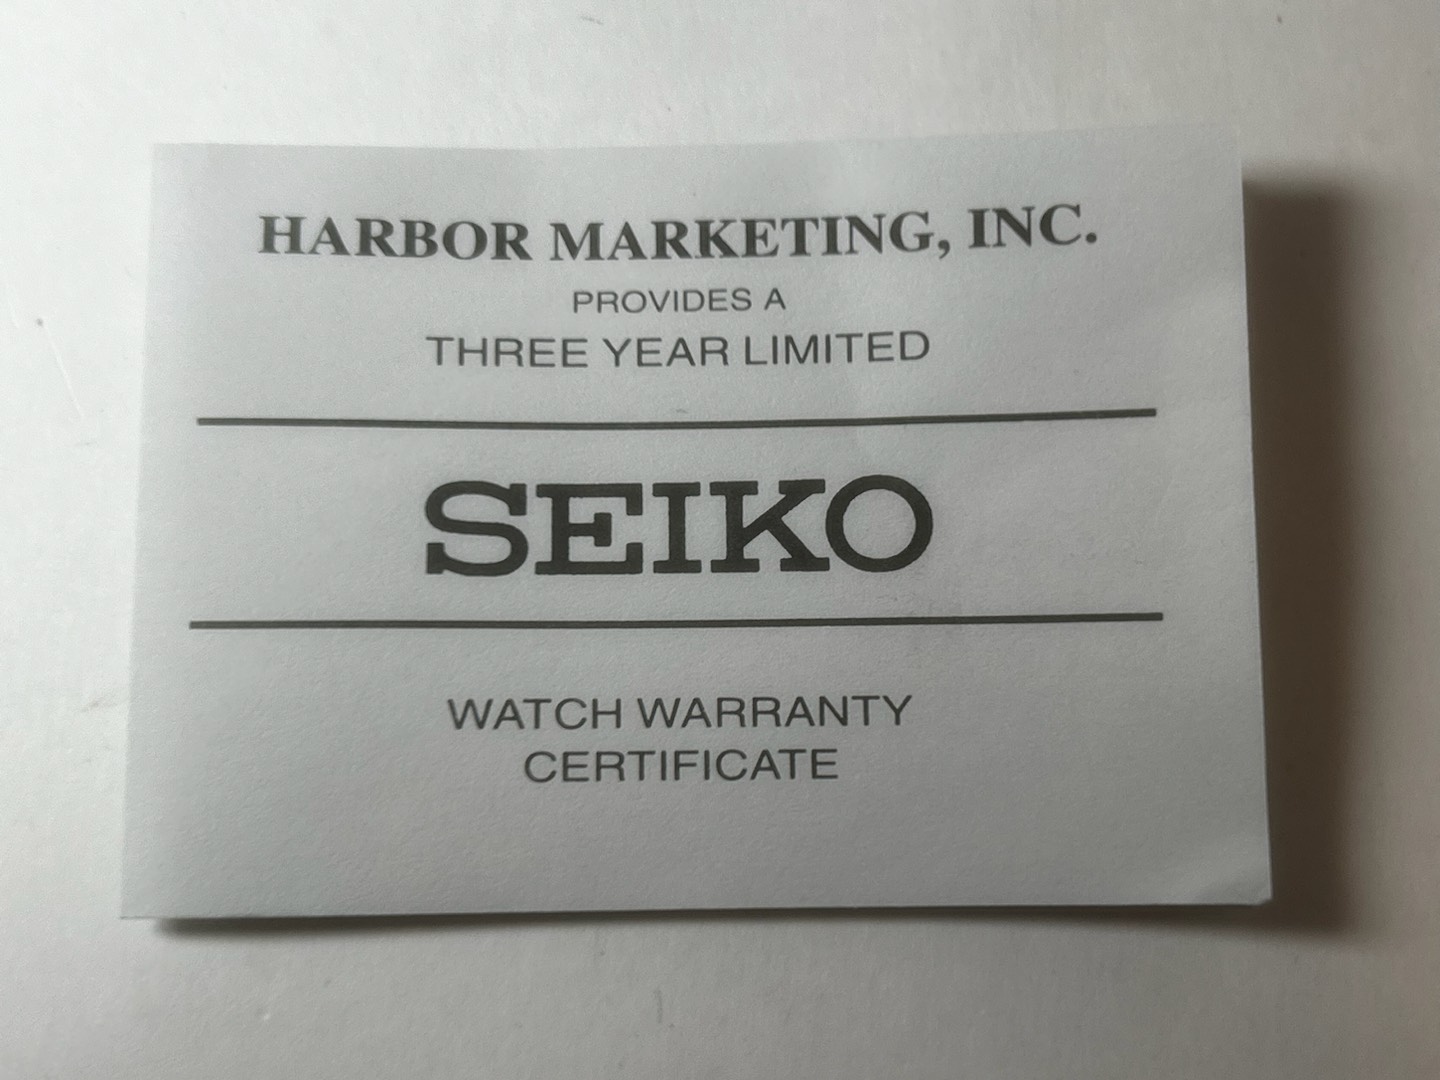 HARBOR MARKETING, INC.
PROVIDES A
THREE YEAR LIMITED
SEIKO
WATCH WARRANTY
CERTIFICATE